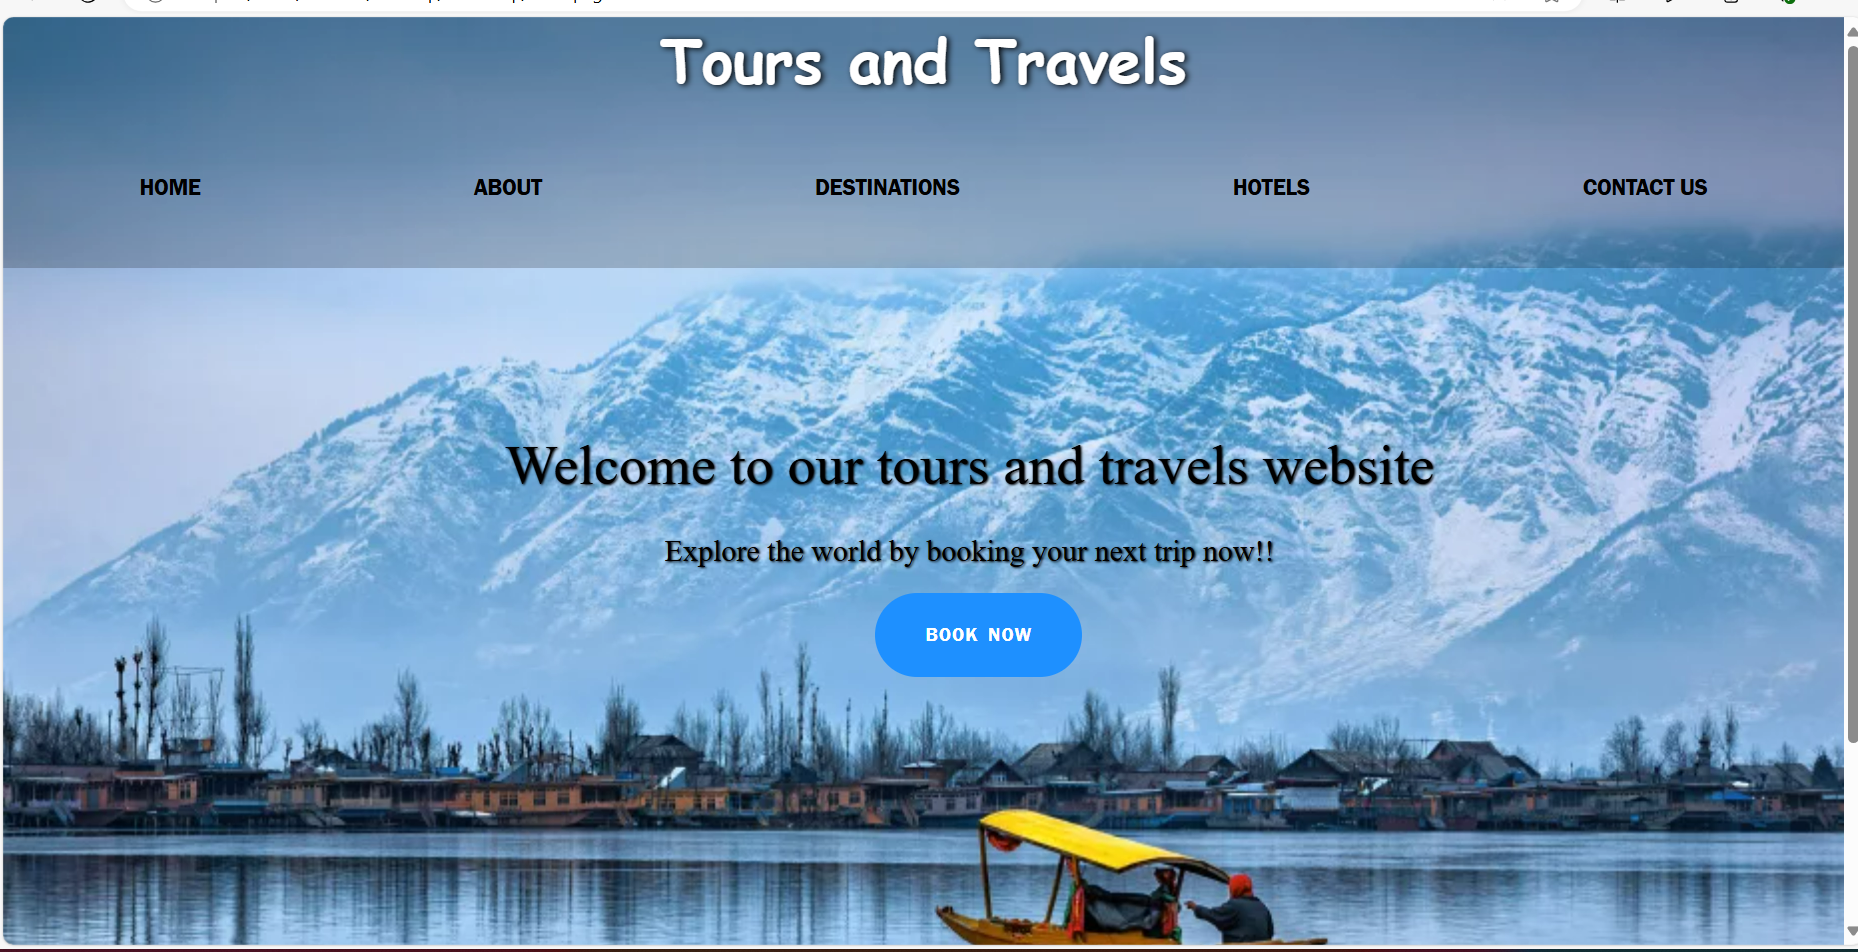 Tours and Travels
HOME ABOUT DESTINATIONS HOTELS CONTACT US
Welcome to our tours and travels website
Explore the world by booking your next trip now!!
BOOK NOW